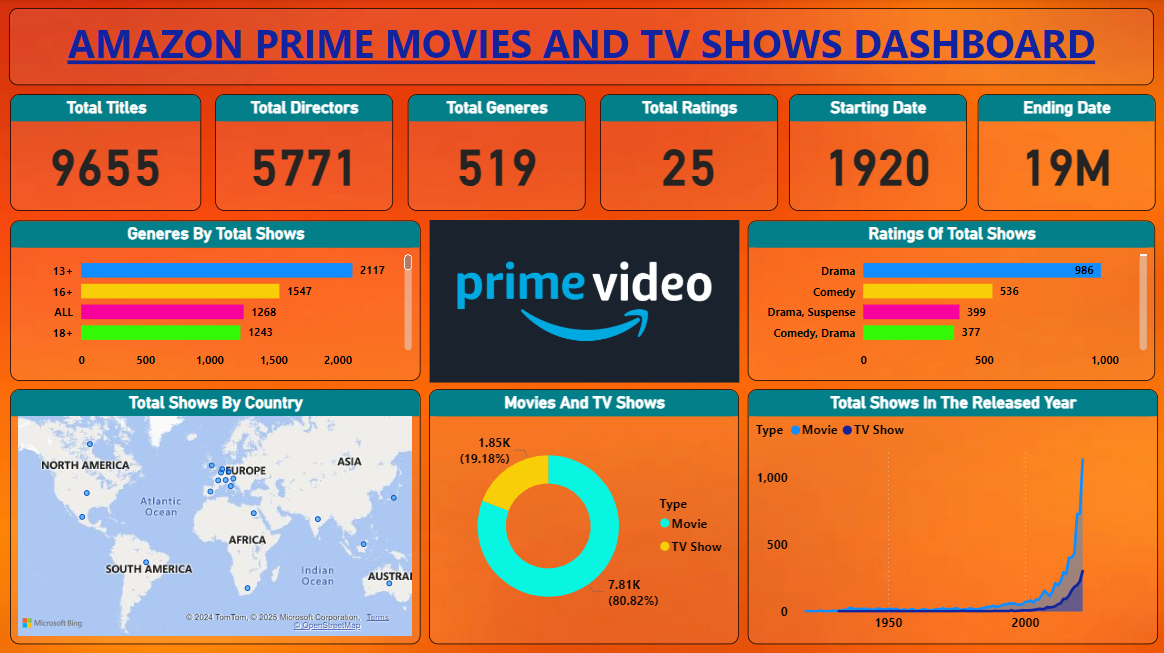 AMAZON PRIME MOVIES AND TV SHOWS DASHBOARD
Total Titles
9655
Total Directors
5771
Total Generes
519
Total Ratings
25
Starting Date
1920
Ending Date
19M
Generes By Total Shows
13+ 2117
16+ 1547
ALL 1268
18+ 1243
0 500 1,000 1,500 2,000
prime video
Ratings Of Total Shows
Drama 986
Comedy 536
Drama, Suspense 399
Comedy, Drama 377
0 500 1,000
Total Shows By Country
NORTH AMERICA
EUROPE
ASIA
Atlantic
Ocean
AFRICA
SOUTH AMERICA
Indian
Ocean
AUSTRAI
Microsoft Bing
© 2024 TomTom, © 2025 Microsoft Corporation, Terms
© OpenStreetMap
Movies And TV Shows
1.85K
(19.18%)
Type
Movie
TV Show
7.81K
(80.82%)
Total Shows In The Released Year
Type Movie TV Show
1,000
500
0
1950 2000